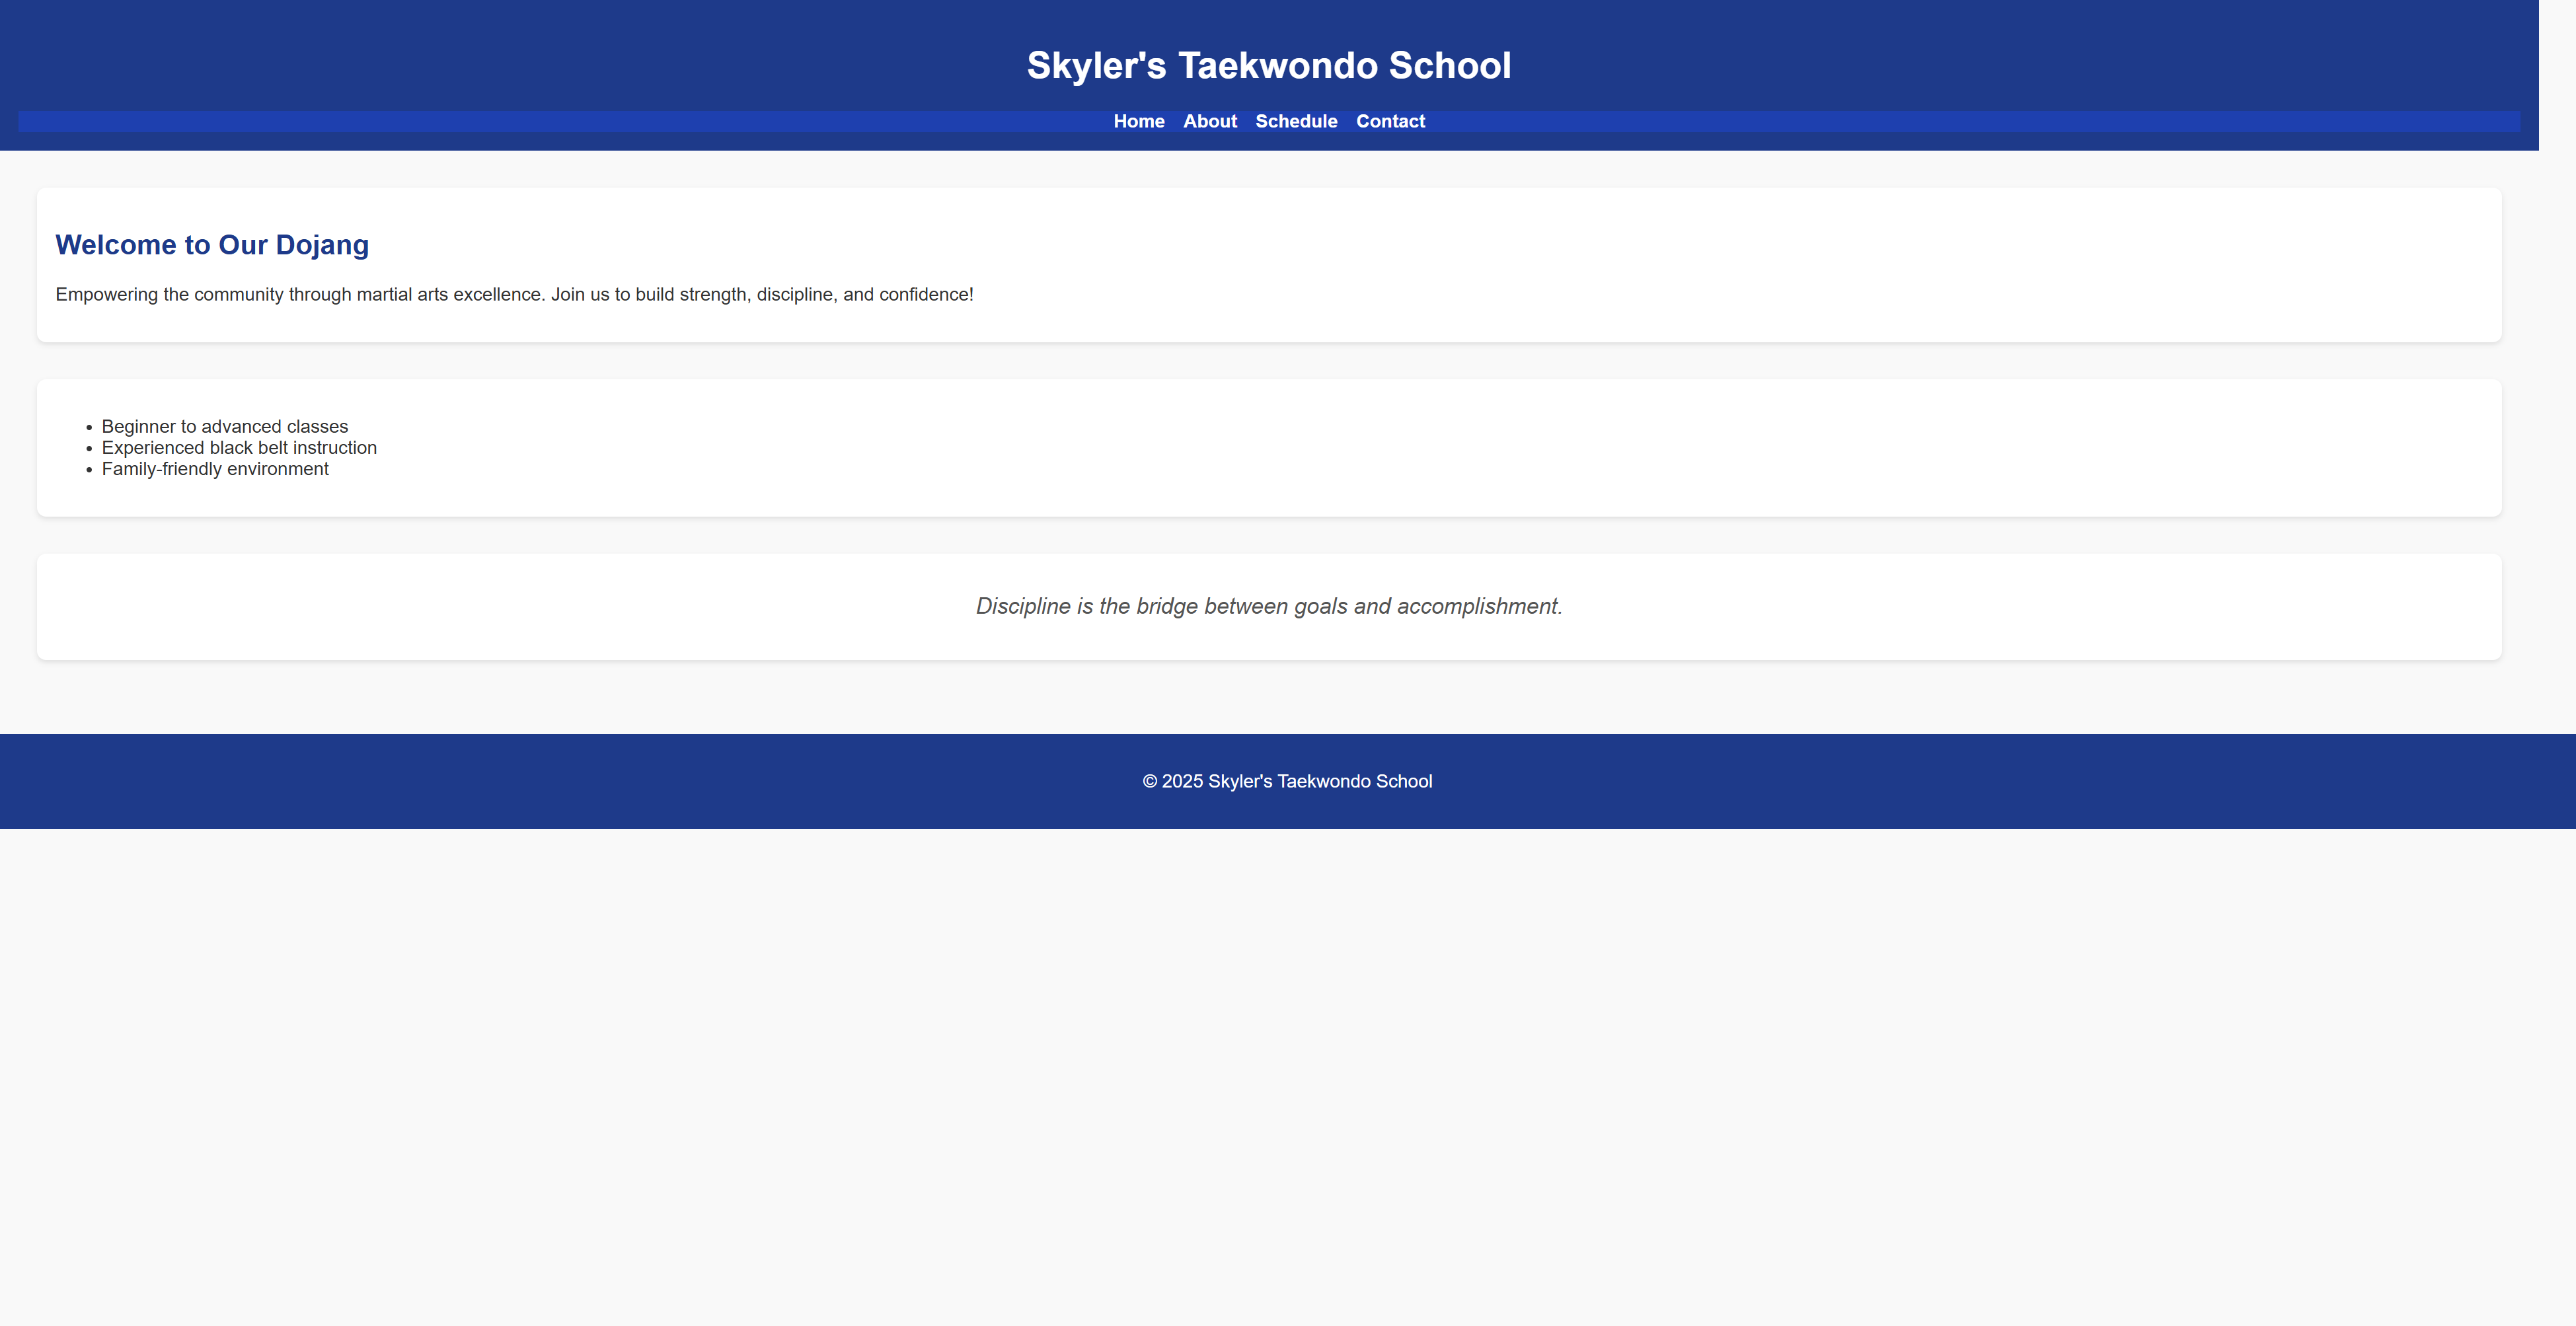 Skyler's Taekwondo School
Home About Schedule Contact
Welcome to Our Dojang
Empowering the community through martial arts excellence. Join us to build strength, discipline, and confidence!
Beginner to advanced classes
Experienced black belt instruction
Family-friendly environment
Discipline is the bridge between goals and accomplishment.
© 2025 Skyler's Taekwondo School